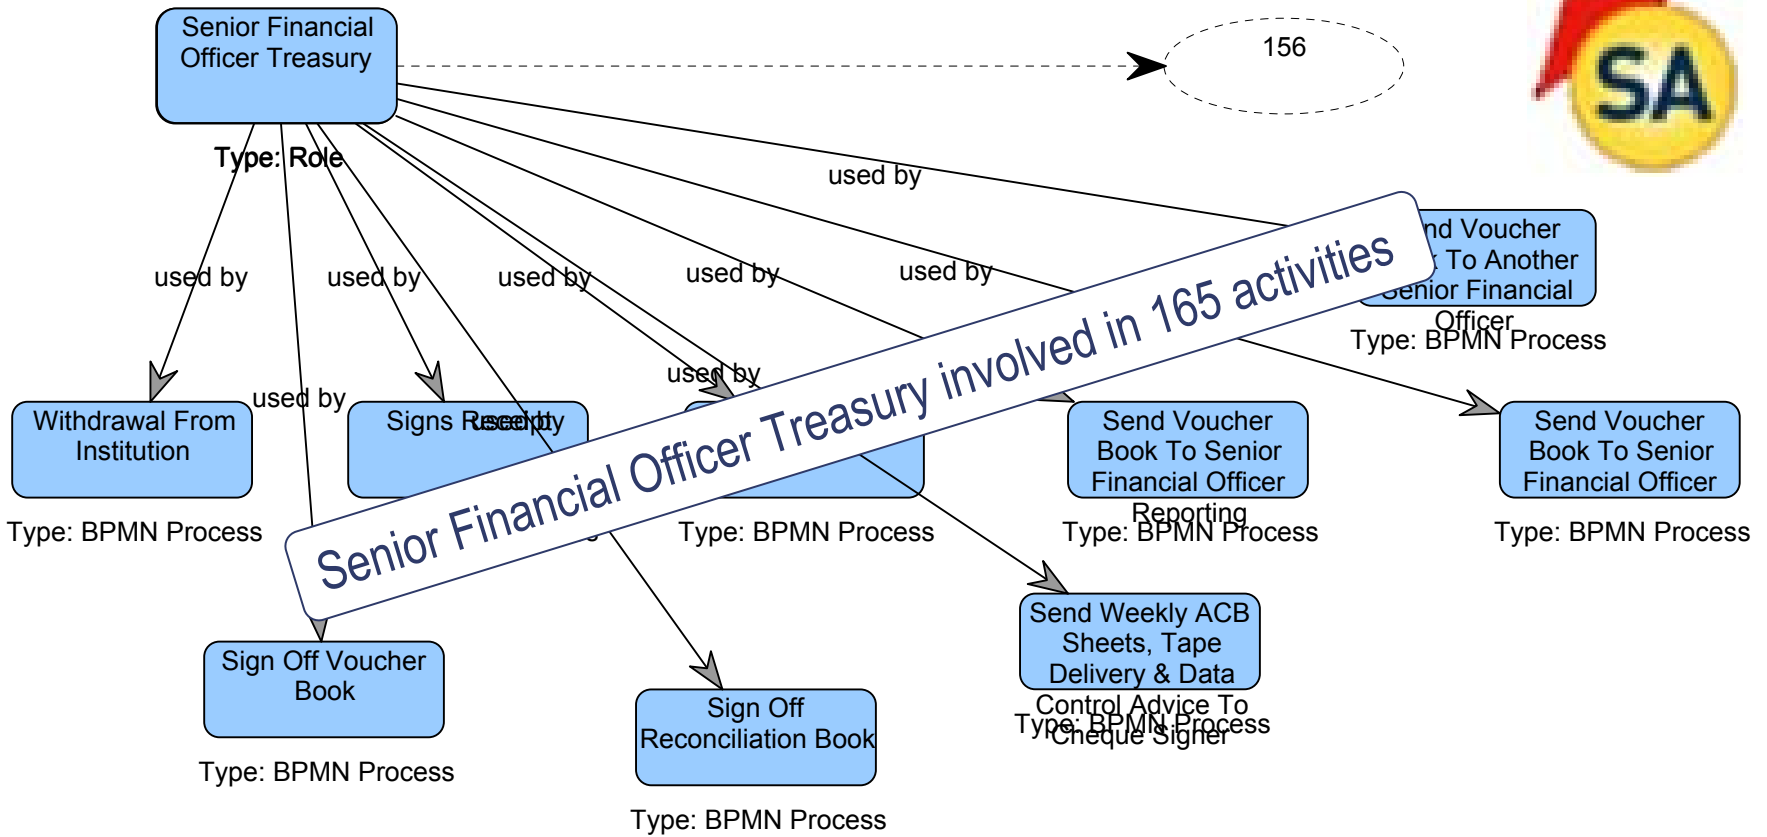 Senior Financial
Officer Treasury
Type: Role
156
SA
used by
used by
used by
used by
used by
used by
nd Voucher
To Another
Senior Financial
Officer
Type: BPMN Process
used by
used by
Withdrawal From
Institution
Type: BPMN Process
Signs Receipt
used by
Type: BPMN Process
Send Voucher
Book To Senior
Financial Officer
Reporting
Type: BPMN Process
Send Voucher
Book To Senior
Financial Officer
Type: BPMN Process
Senior Financial Officer Treasury involved in 165 activities
Sign Off Voucher
Book
Type: BPMN Process
Sign Off
Reconciliation Book
Type: BPMN Process
Send Weekly ACB
Sheets, Tape
Delivery & Data
Control Advice To
Cheque Signer
Type: BPMN Process